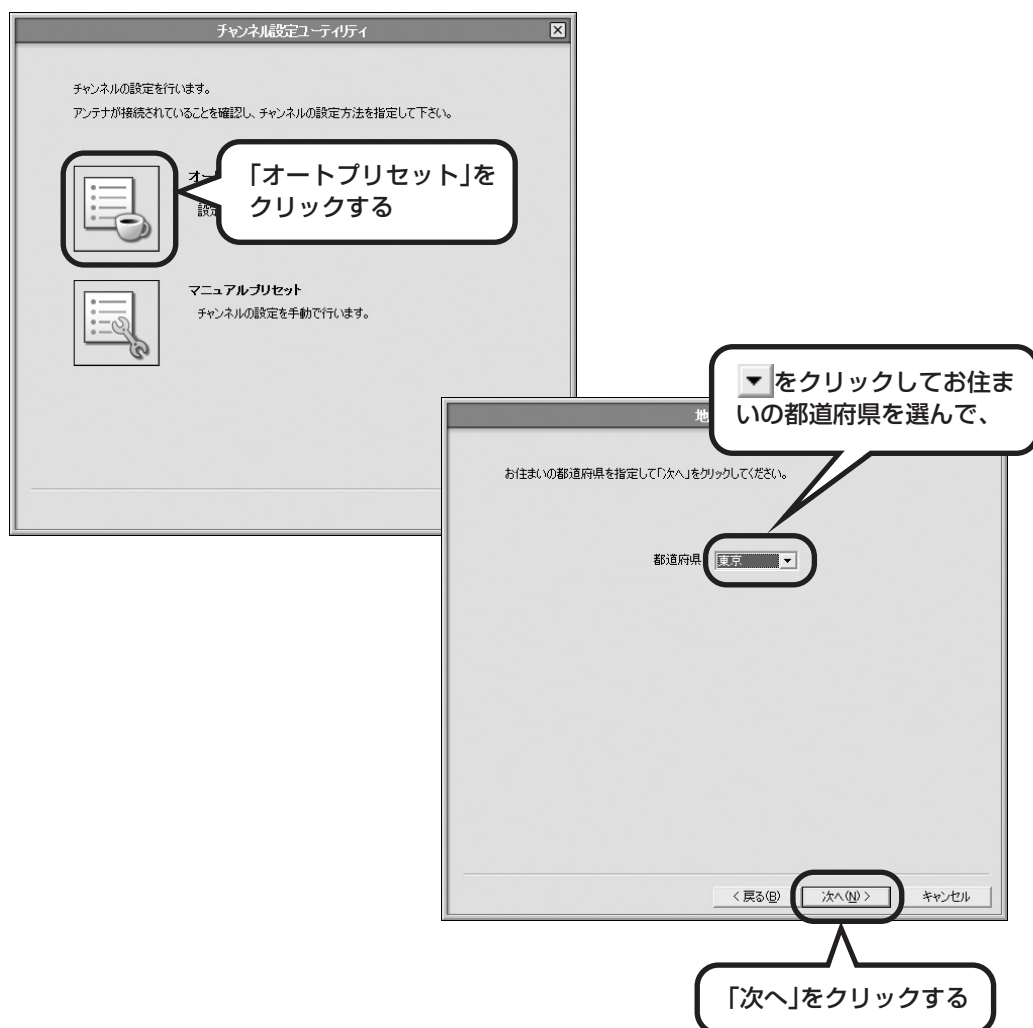 チャンネル設定ユーティリティ
チャンネルの設定を行います。
アンテナが接続されていることを確認し、チャンネルの設定方法を指定して下さい。
「オートプリセット」を
クリックする
マニュアルプリセット
チャンネルの設定を手動で行います。
▼をクリックしてお住ま
いの都道府県を選んで、
お住まいの都道府県を指定して「次へ」をクリックしてください。
都道府県
東京
< 戻る(B)
次へ(N) >
キャンセル
「次へ」をクリックする